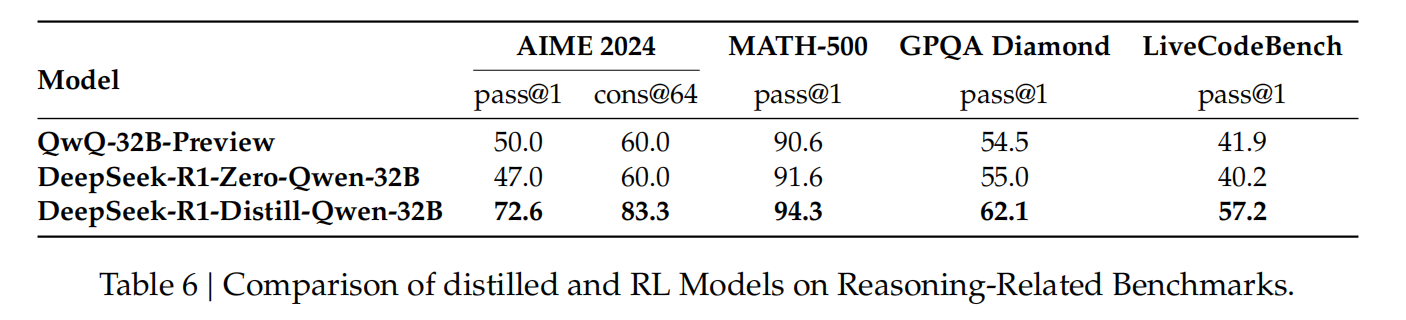 Model AIME 2024 MATH-500 GPQA Diamond LiveCodeBench
pass@1 cons@64 pass@1 pass@1 pass@1
QwQ-32B-Preview 50.0 60.0 90.6 54.5 41.9
DeepSeek-R1-Zero-Qwen-32B 47.0 60.0 91.6 55.0 40.2
DeepSeek-R1-Distill-Qwen-32B 72.6 83.3 94.3 62.1 57.2
Table 6 | Comparison of distilled and RL Models on Reasoning-Related Benchmarks.